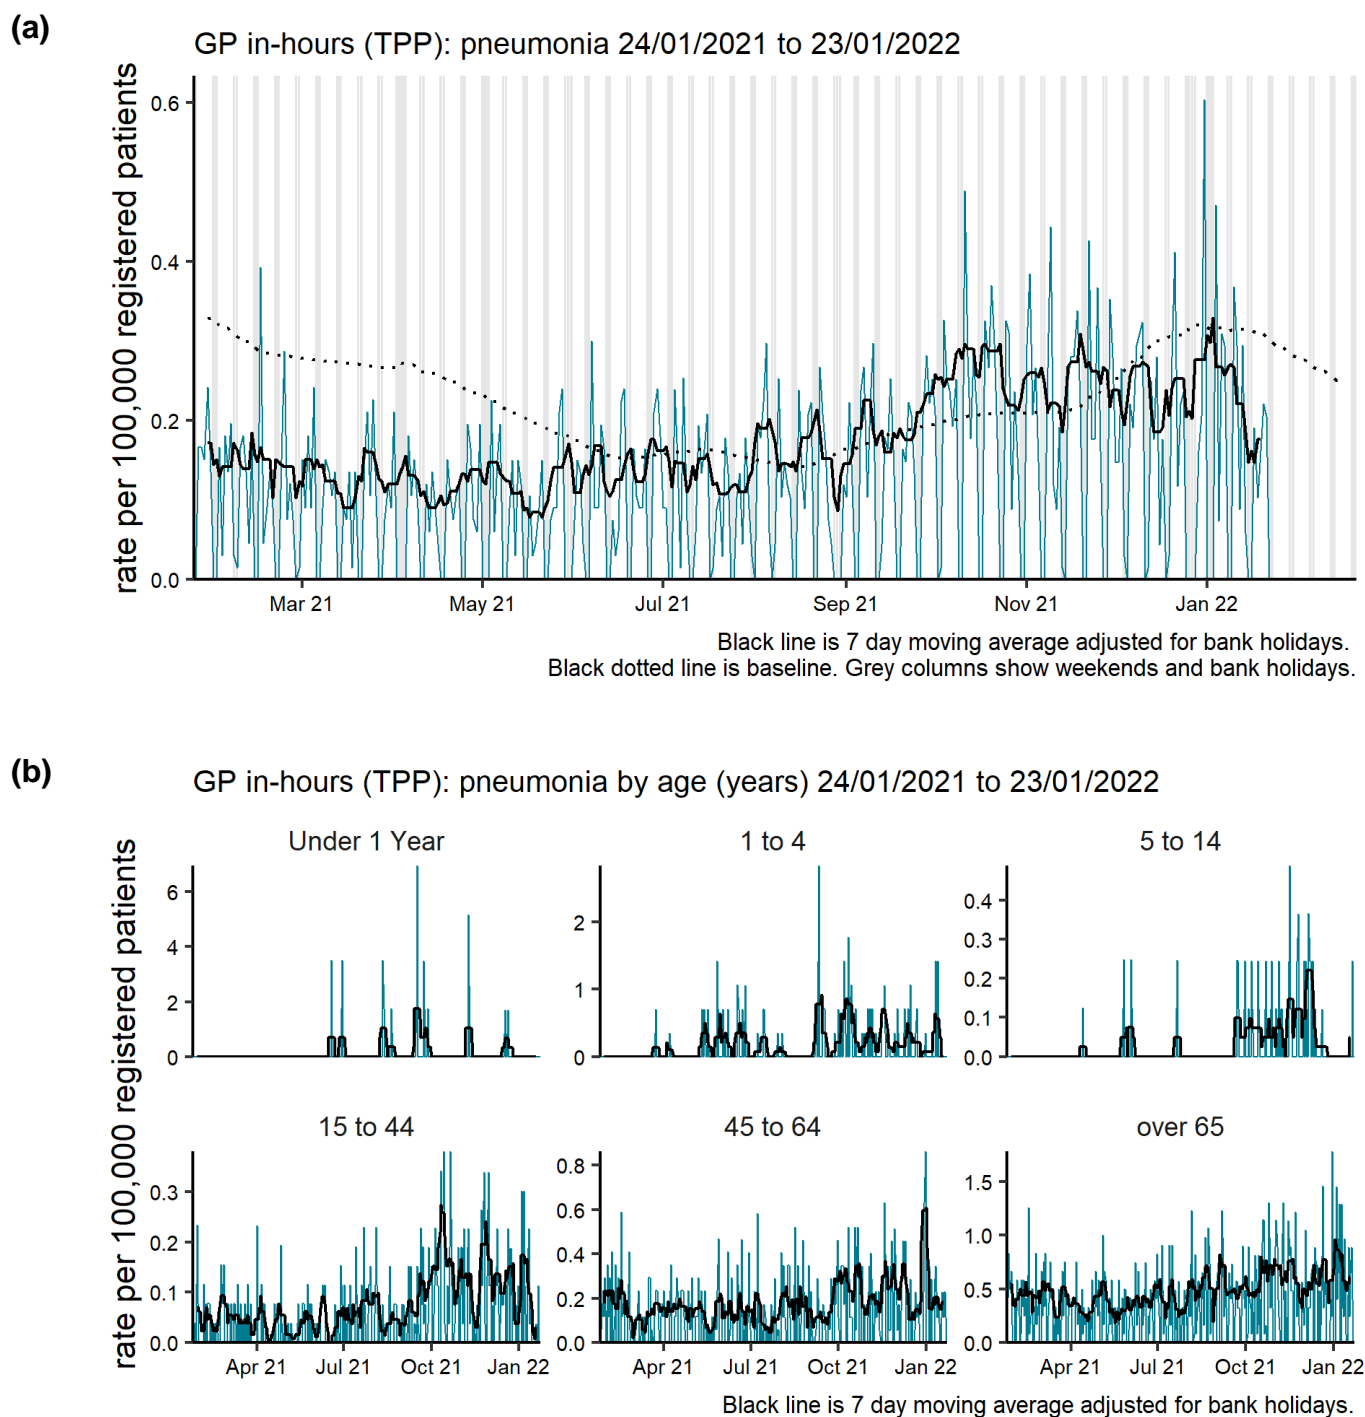 (a)
GP in-hours (TPP): pneumonia 24/01/2021 to 23/01/2022
rate per 100,000 registered patients
0.6
0.4
0.2
0.0
Mar 21 May 21 Jul 21 Sep 21 Nov 21 Jan 22
Black line is 7 day moving average adjusted for bank holidays.
Black dotted line is baseline. Grey columns show weekends and bank holidays.
(b)
GP in-hours (TPP): pneumonia by age (years) 24/01/2021 to 23/01/2022
rate per 100,000 registered patients
Under 1 Year
6
4
2
0
1 to 4
2
1
0
5 to 14
0.4
0.3
0.2
0.1
0.0
15 to 44
0.3
0.2
0.1
0.0
Apr 21 Jul 21 Oct 21 Jan 22
45 to 64
0.8
0.6
0.4
0.2
0.0
Apr 21 Jul 21 Oct 21 Jan 22
over 65
1.5
1.0
0.5
0.0
Apr 21 Jul 21 Oct 21 Jan 22
Black line is 7 day moving average adjusted for bank holidays.